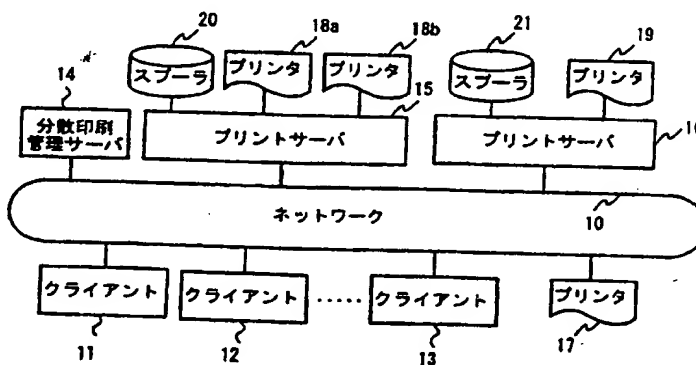 20
18a
18b
21
19
14
スプーラ
プリンタ
プリンタ
スプーラ
プリンタ
15
分散印刷
管理サーバ
プリントサーバ
プリントサーバ
ネットワーク
10
クライアント
クライアント
.....
クライアント
プリンタ
11
12
13
17